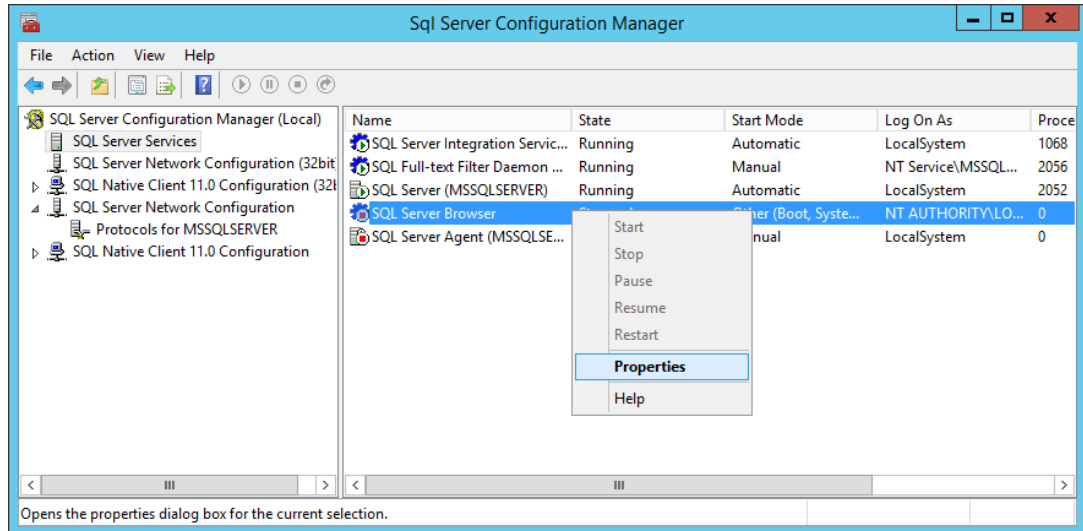 Sql Server Configuration Manager
File Action View Help
SQL Server Configuration Manager (Local)
SQL Server Services
SQL Server Network Configuration (32bit
SQL Native Client 11.0 Configuration (32b
SQL Server Network Configuration
Protocols for MSSQLSERVER
SQL Native Client 11.0 Configuration
Name State Start Mode Log On As Proce
SQL Server Integration Servic... Running Automatic LocalSystem 1068
SQL Full-text Filter Daemon ... Running Manual NT Service\MSSQL... 2056
SQL Server (MSSQLSERVER) Running Automatic LocalSystem 2052
SQL Server Browser Other (Boot, Syste... NT AUTHORITY\LO... 0
SQL Server Agent (MSSQLSE... nual LocalSystem 0
Start
Stop
Pause
Resume
Restart
Properties
Help
Opens the properties dialog box for the current selection.